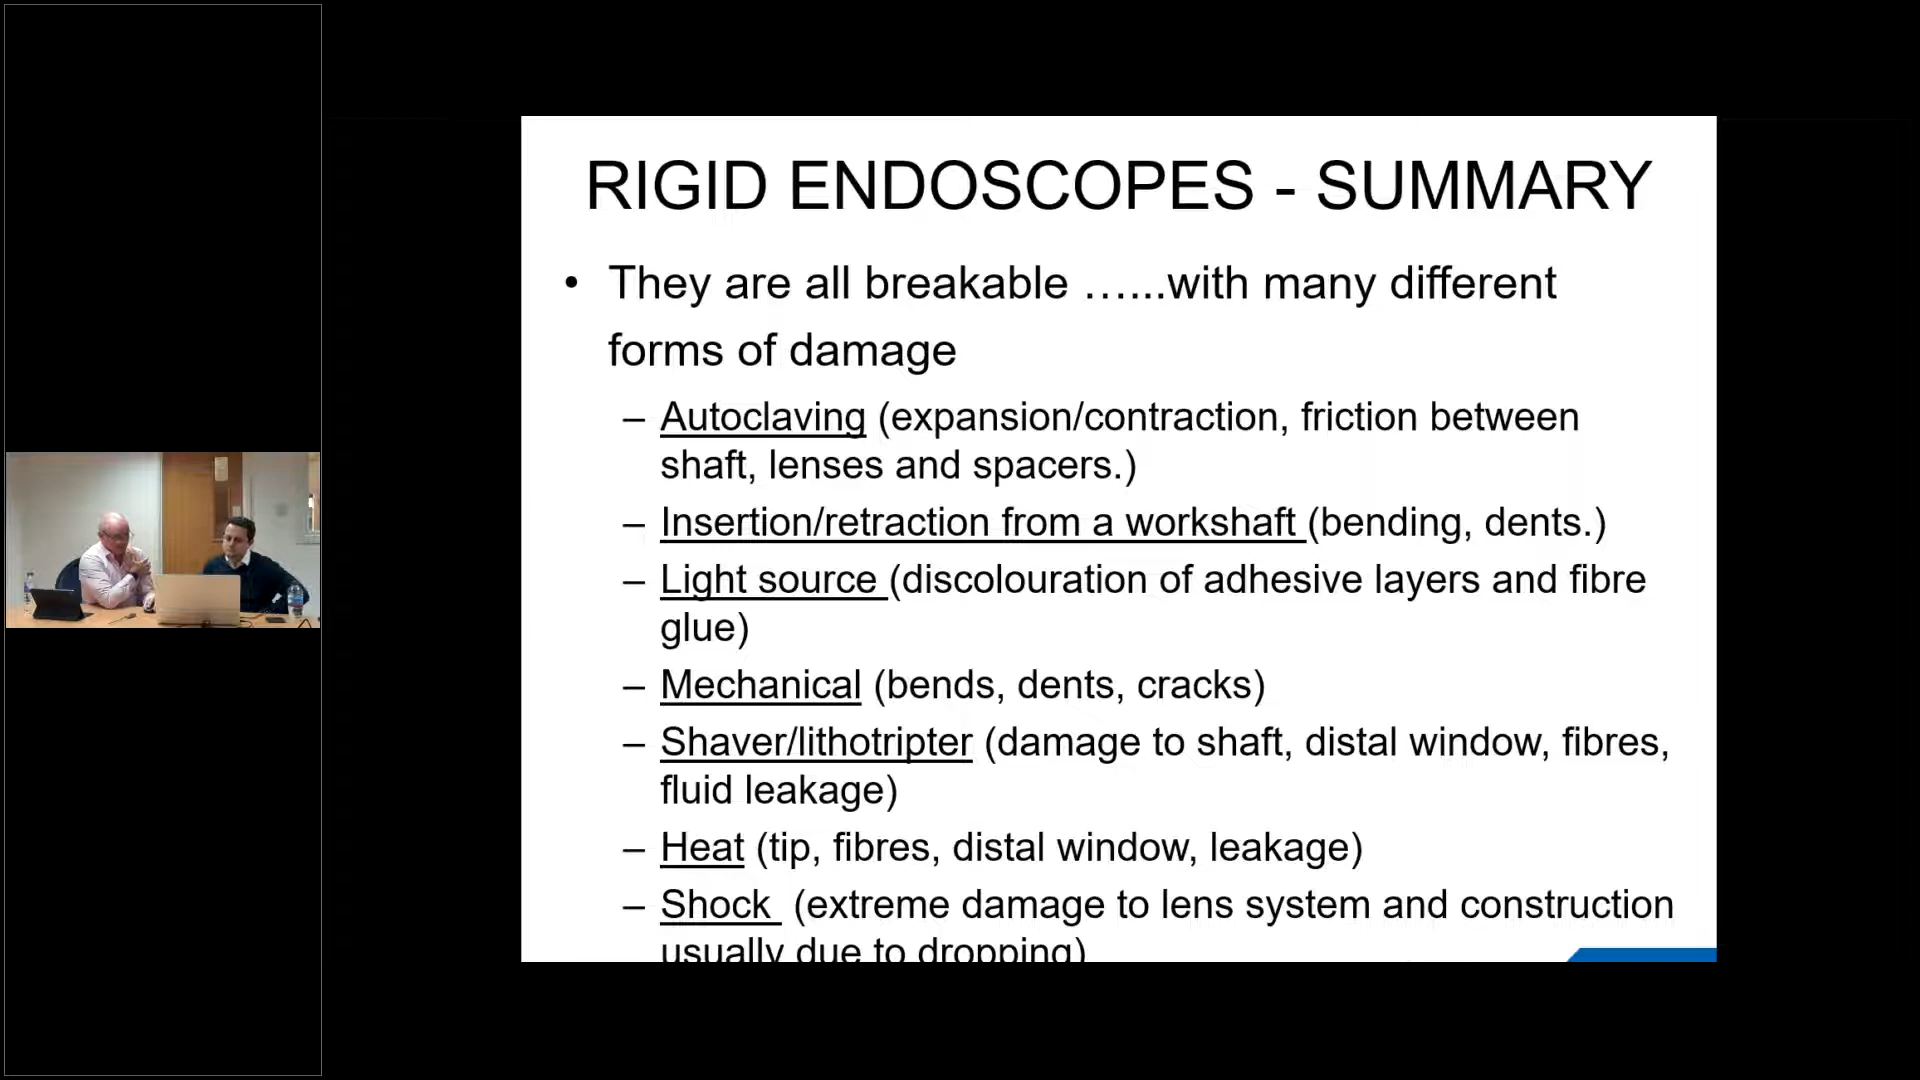 RIGID ENDOSCOPES - SUMMARY
• They are all breakable …...with many different
forms of damage
– Autoclaving (expansion/contraction, friction between
shaft, lenses and spacers.)
– Insertion/retraction from a workshaft (bending, dents.)
– Light source (discolouration of adhesive layers and fibre
glue)
– Mechanical (bends, dents, cracks)
– Shaver/lithotripter (damage to shaft, distal window, fibres,
fluid leakage)
– Heat (tip, fibres, distal window, leakage)
– Shock (extreme damage to lens system and construction
usually due to dropping)